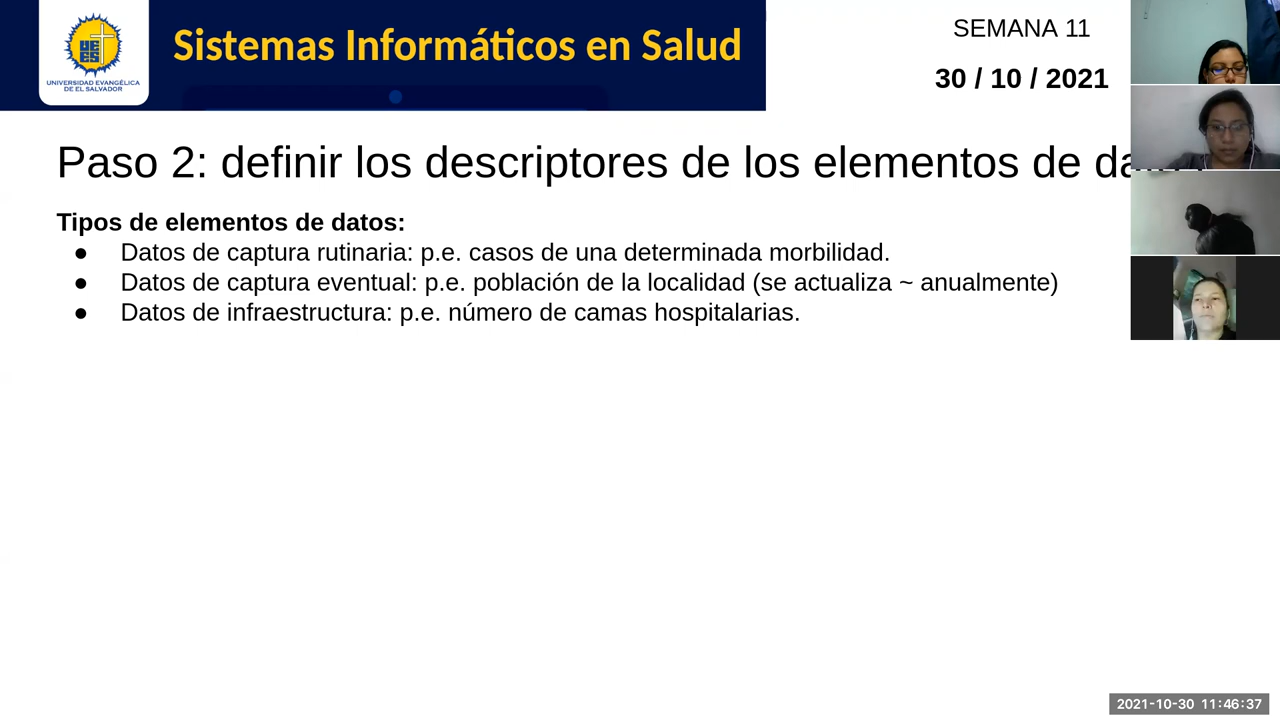 UNIVERSIDAD EVANGÉLICA
DE EL SALVADOR
Sistemas Informáticos en Salud
SEMANA 11
30 / 10 / 2021
Paso 2: definir los descriptores de los elementos de
Tipos de elementos de datos:
● Datos de captura rutinaria: p.e. casos de una determinada morbilidad.
● Datos de captura eventual: p.e. población de la localidad (se actualiza ~ anualmente)
● Datos de infraestructura: p.e. número de camas hospitalarias.
2021-10-30 11:46:37